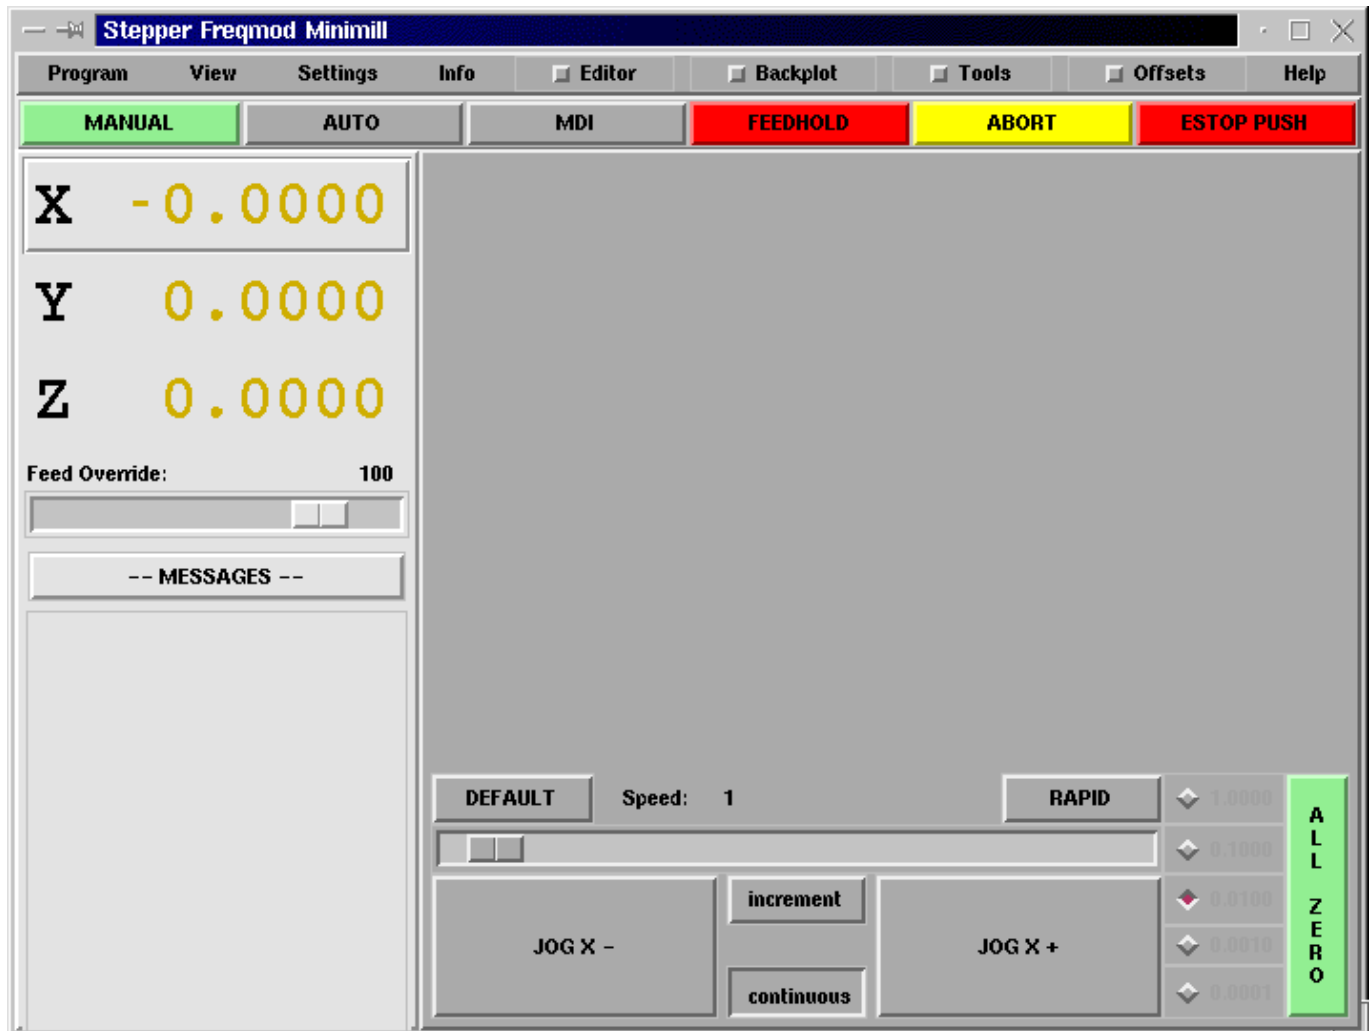 Stepper Freqmod Minimill
Program View Settings Info Editor Backplot Tools Offsets Help
MANUAL AUTO MDI FEEDHOLD ABORT ESTOP PUSH
X -0.0000
Y 0.0000
Z 0.0000
Feed Override: 100
-- MESSAGES --
DEFAULT Speed: 1 RAPID
1.0000
0.1000
0.0100
0.0010
0.0001
JOG X -
increment
continuous
JOG X +
ALL ZERO